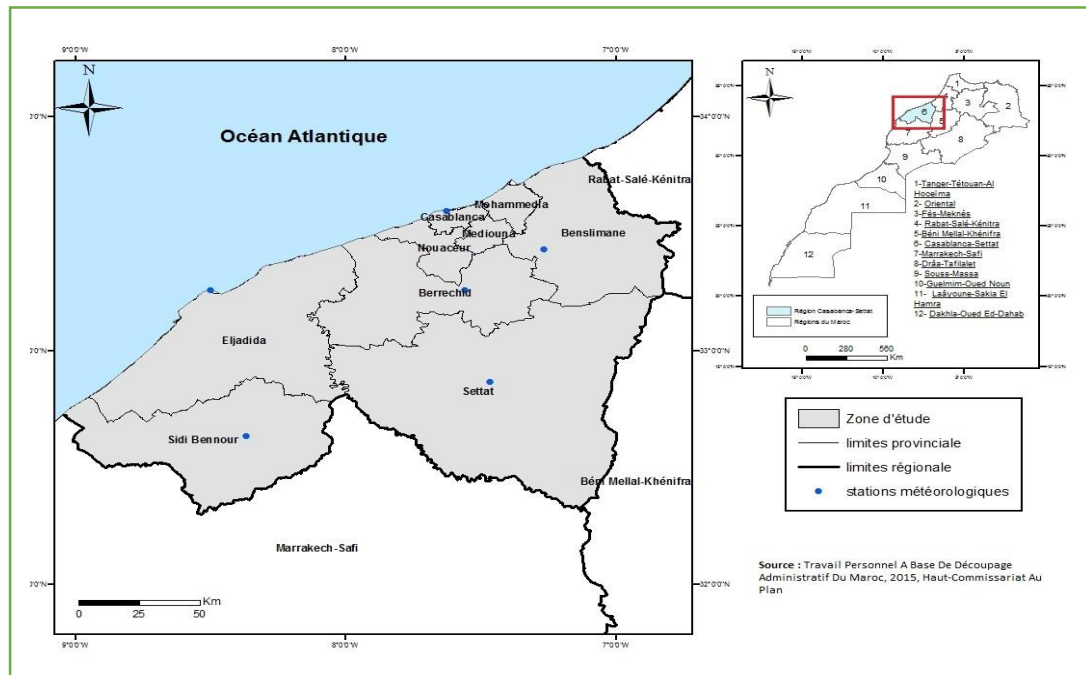 9°0'0"W
8°0'0"W
7°0'0"W
N
Océan Atlantique
Rabat-Salé-Kénitra
Mohammedia
Casablanca
Mediouna
Benslimane
Nouaceur
Berrechid
Eljadida
Settat
Sidi Bennour
Béni Mellal-Khénifra
Marrakech-Safi
Km
0 25 50
9°0'0"W
8°0'0"W
7°0'0"W
34°0'0"N
33°0'0"N
32°0'0"N
N
1
2
3
4
5
6
7
8
9
10
11
12
1-Tanger-Tétouan-Al
Hoceïma
2- Oriental
3-Fés-Meknés
4- Rabat-Salé-Kénitra
5-Béni Mellal-Khénifra
6- Casablanca-Settat
7-Marrakech-Safi
8-Drâa-Tafilalet
9- Souss-Massa
10-Guelmim-Oued Noun
11- Laâyoune-Sakia El
Hamra
12- Dakhla-Oued Ed-Dahab
Région Casabanca-Settat
Régions du Maroc
0 280 560
Km
Zone d'étude
limites provinciale
limites régionale
stations météorologiques
Source : Travail Personnel A Base De Découpage
Administratif Du Maroc, 2015, Haut-Commissariat Au
Plan